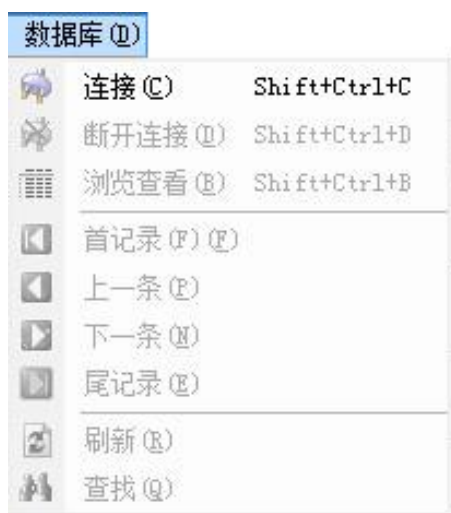 数据库(D)
连接(C) Shift+Ctrl+C
断开连接(D) Shift+Ctrl+D
浏览查看(B) Shift+Ctrl+B
首记录(F)(F)
上一条(P)
下一条(N)
尾记录(E)
刷新(R)
查找(Q)